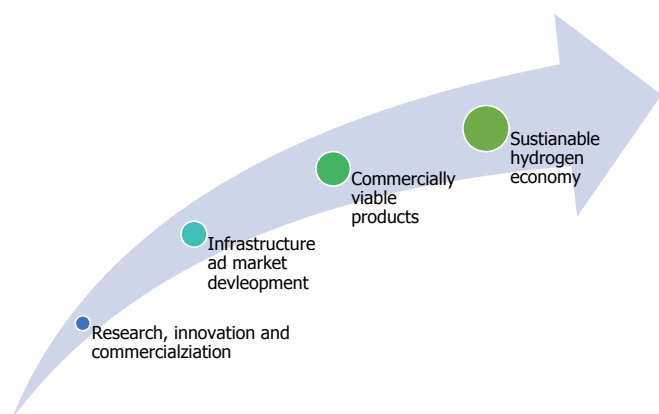 Sustianable
hydrogen
economy
Commercially
viable
products
Infrastructure
ad market
devleopment
Research, innovation and
commercialziation